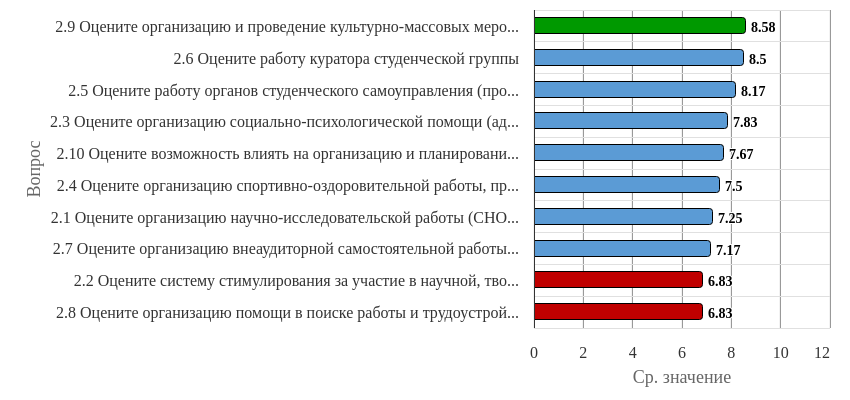 2.9 Оцените организацию и проведение культурно-массовых меро... 8.58
2.6 Оцените работу куратора студенческой группы 8.5
2.5 Оцените работу органов студенческого самоуправления (про... 8.17
2.3 Оцените организацию социально-психологической помощи (ад... 7.83
2.10 Оцените возможность влиять на организацию и планировани... 7.67
2.4 Оцените организацию спортивно-оздоровительной работы, пр... 7.5
2.1 Оцените организацию научно-исследовательской работы (СНО... 7.25
2.7 Оцените организацию внеаудиторной самостоятельной работы... 7.17
2.2 Оцените систему стимулирования за участие в научной, тво... 6.83
2.8 Оцените организацию помощи в поиске работы и трудоустрой... 6.83
Вопрос
0 2 4 6 8 10 12
Ср. значение